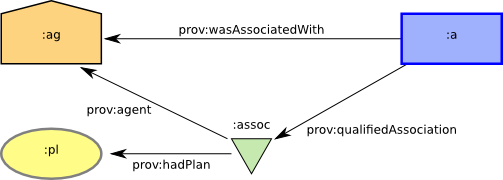 :ag
prov:wasAssociatedWith
:a
prov:agent
:assoc
prov:qualifiedAssociation
:pl
prov:hadPlan